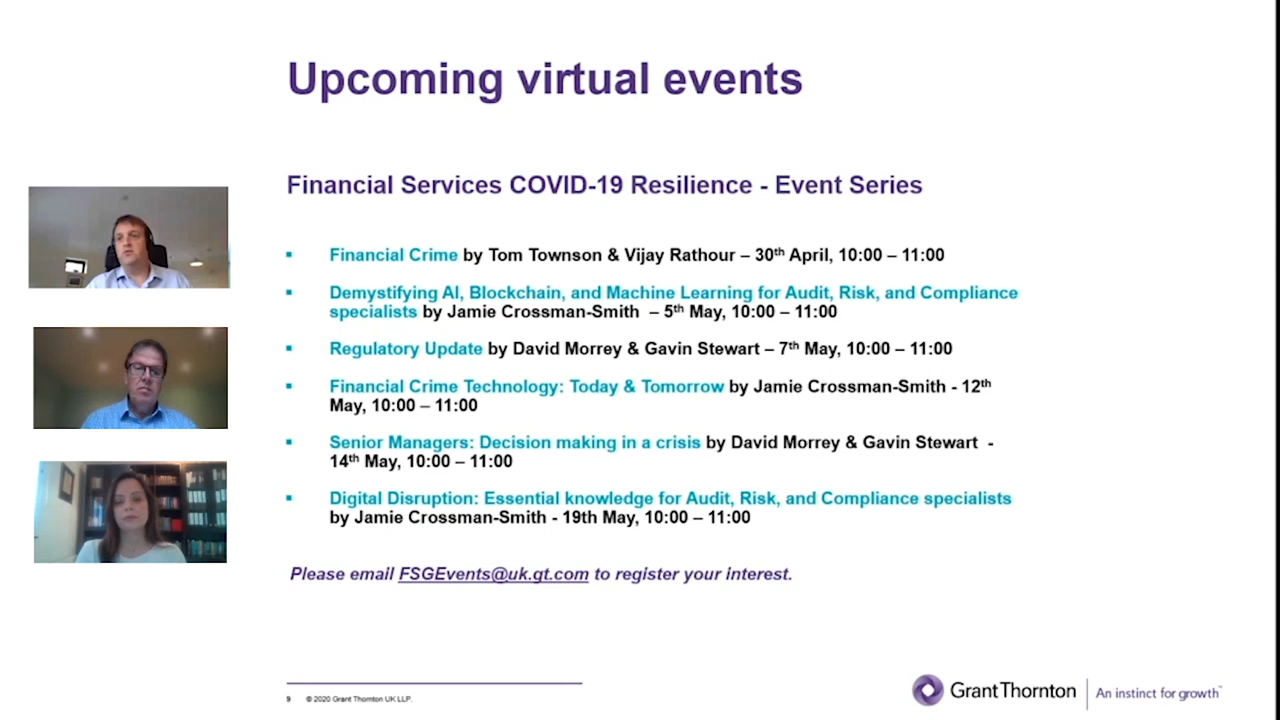 Upcoming virtual events
Financial Services COVID-19 Resilience - Event Series
▪ Financial Crime by Tom Townson & Vijay Rathour – 30th April, 10:00 – 11:00
▪ Demystifying AI, Blockchain, and Machine Learning for Audit, Risk, and Compliance
specialists by Jamie Crossman-Smith – 5th May, 10:00 – 11:00
▪ Regulatory Update by David Morrey & Gavin Stewart – 7th May, 10:00 – 11:00
▪ Financial Crime Technology: Today & Tomorrow by Jamie Crossman-Smith - 12th
May, 10:00 – 11:00
▪ Senior Managers: Decision making in a crisis by David Morrey & Gavin Stewart -
14th May, 10:00 – 11:00
▪ Digital Disruption: Essential knowledge for Audit, Risk, and Compliance specialists
by Jamie Crossman-Smith - 19th May, 10:00 – 11:00
Please email FSGEvents@uk.gt.com to register your interest.
9 © 2020 Grant Thornton UK LLP.
Grant Thornton An instinct for growth™